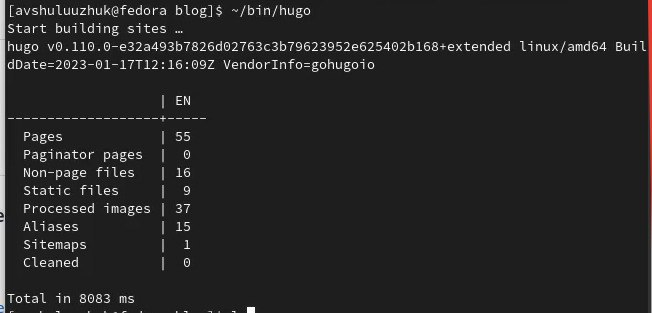 [avshuluuzhuk@fedora blog]$ ~/bin/hugo
Start building sites …
hugo v0.110.0-e32a493b7826d02763c3b79623952e625402b168+extended linux/amd64 Buil
dDate=2023-01-17T12:16:09Z VendorInfo=gohugoio
                   | EN
-------------------+-----
  Pages            | 55
  Paginator pages  |  0
  Non-page files   | 16
  Static files     |  9
  Processed images | 37
  Aliases          | 15
  Sitemaps         |  1
  Cleaned          |  0
Total in 8083 ms